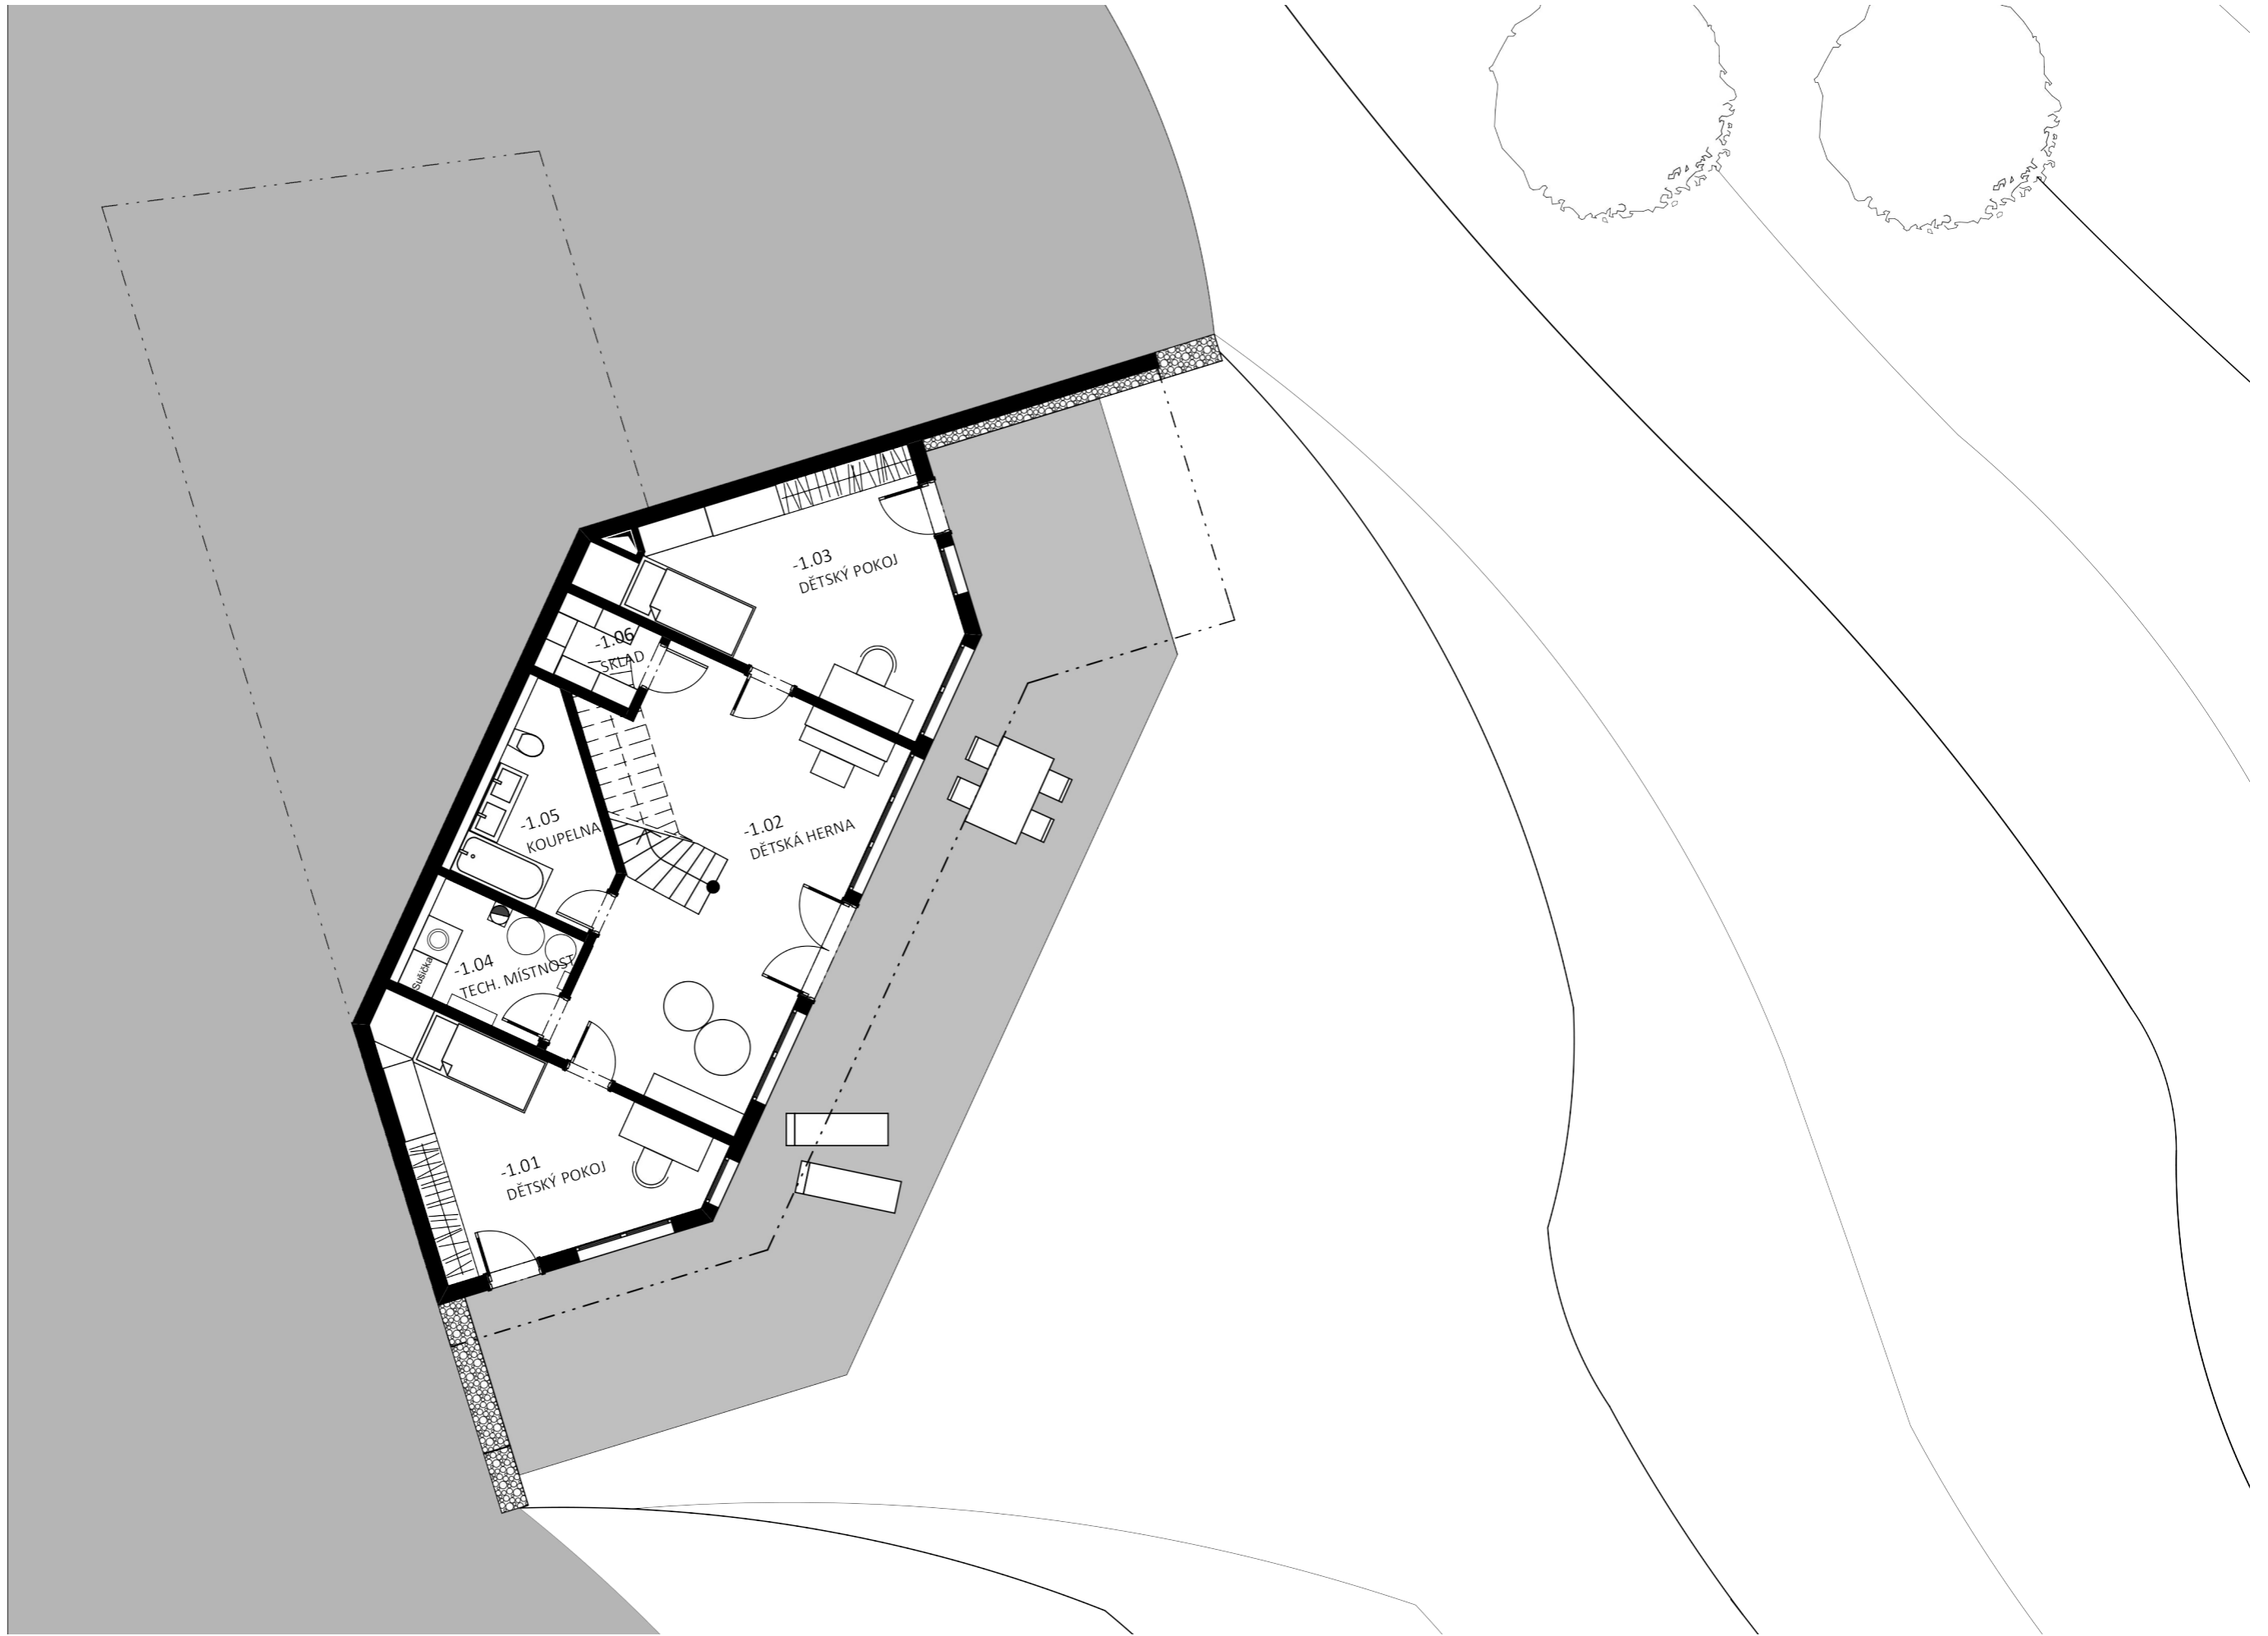 -1.03
DĚTSKÝ POKOJ
-1.06
SKLAD
-1.05
KOUPELNA
-1.02
DĚTSKÁ HERNA
-1.04
TECH. MÍSTNOST
Sušička
-1.01
DĚTSKÝ POKOJ